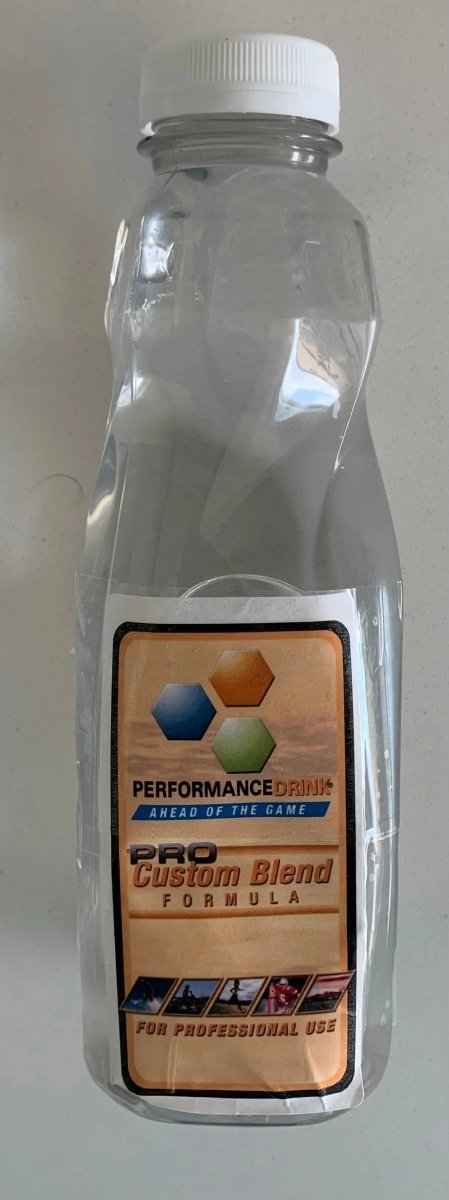 PERFORMANCEDRINK®
AHEAD OF THE GAME
PRO
Custom Blend
FORMULA
FOR PROFESSIONAL USE